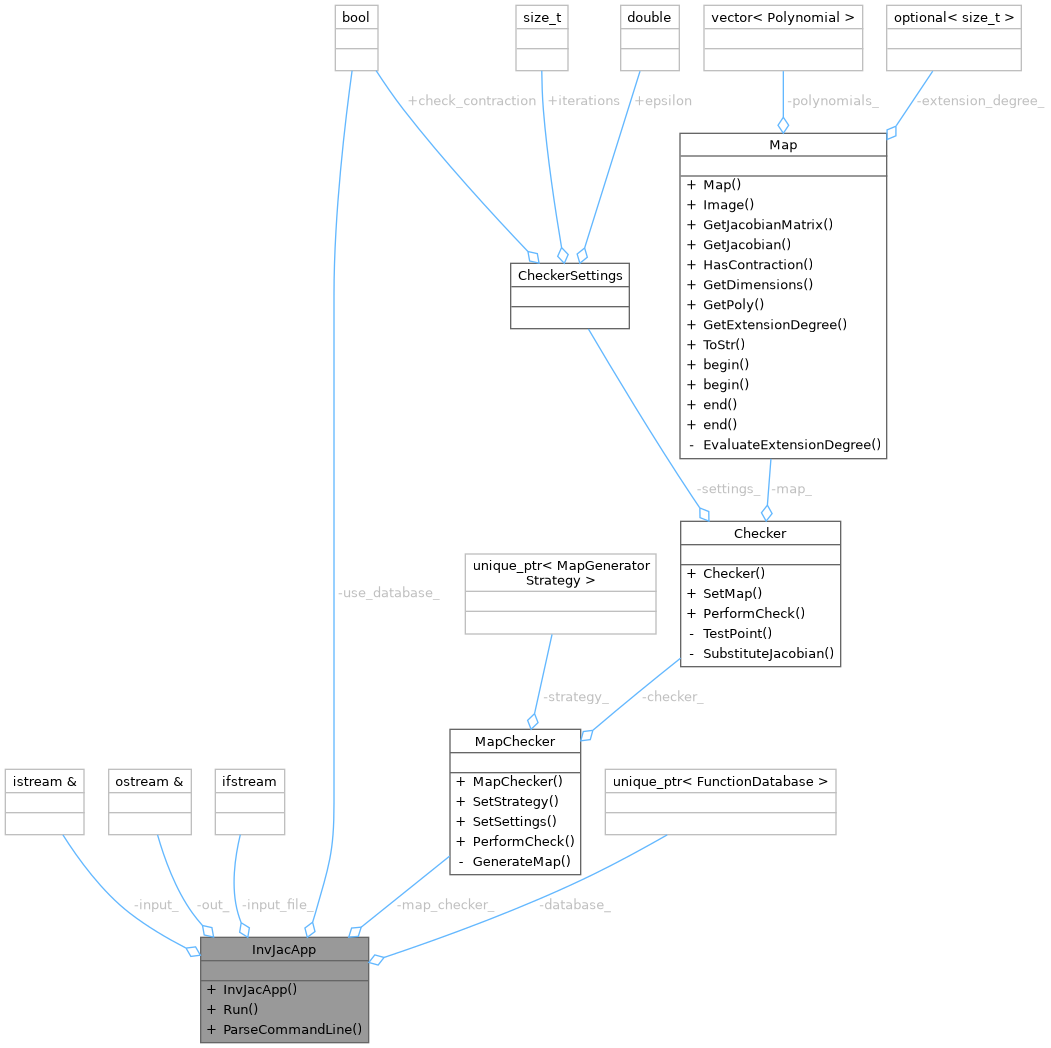 bool
size_t
double
vector< Polynomial >
optional< size_t >
+check_contraction
+iterations
+epsilon
-polynomials_
-extension_degree_
Map
+ Map()
+ Image()
+ GetJacobianMatrix()
+ GetJacobian()
+ HasContraction()
+ GetDimensions()
+ GetPoly()
+ GetExtensionDegree()
+ ToStr()
+ begin()
+ begin()
+ end()
+ end()
- EvaluateExtensionDegree()
CheckerSettings
-settings_
-map_
Checker
+ Checker()
+ SetMap()
+ PerformCheck()
- TestPoint()
- SubstituteJacobian()
unique_ptr< MapGenerator
Strategy >
-use_database_
-strategy_
-checker_
MapChecker
+ MapChecker()
+ SetStrategy()
+ SetSettings()
+ PerformCheck()
- GenerateMap()
istream &
ostream &
ifstream
unique_ptr< FunctionDatabase >
-input_
-out_
-input_file_
-map_checker_
-database_
InvJacApp
+ InvJacApp()
+ Run()
+ ParseCommandLine()